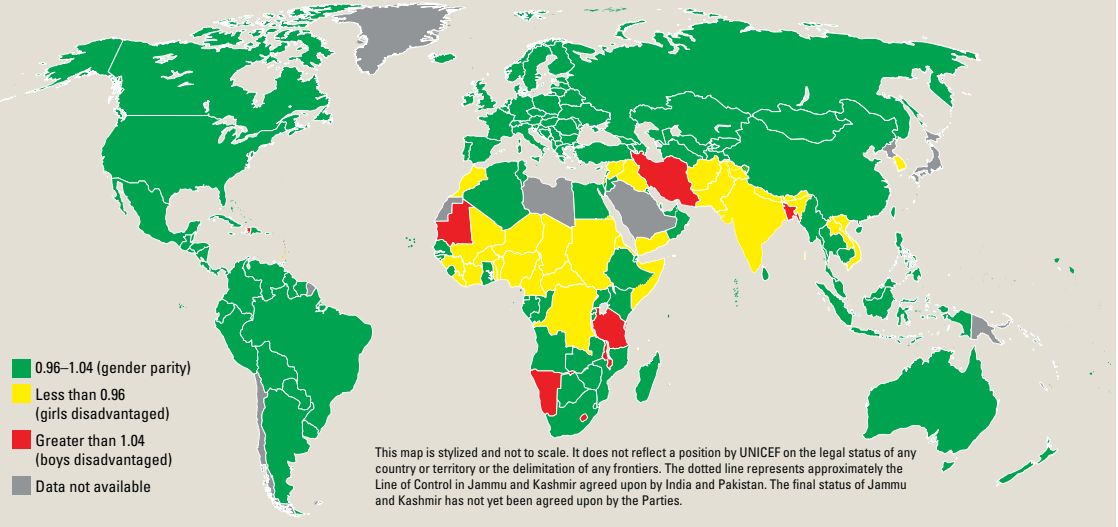 0.96–1.04 (gender parity)
Less than 0.96
(girls disadvantaged)
Greater than 1.04
(boys disadvantaged)
Data not available
This map is stylized and not to scale. It does not reflect a position by UNICEF on the legal status of any
country or territory or the delimitation of any frontiers. The dotted line represents approximately the
Line of Control in Jammu and Kashmir agreed upon by India and Pakistan. The final status of Jammu
and Kashmir has not yet been agreed upon by the Parties.